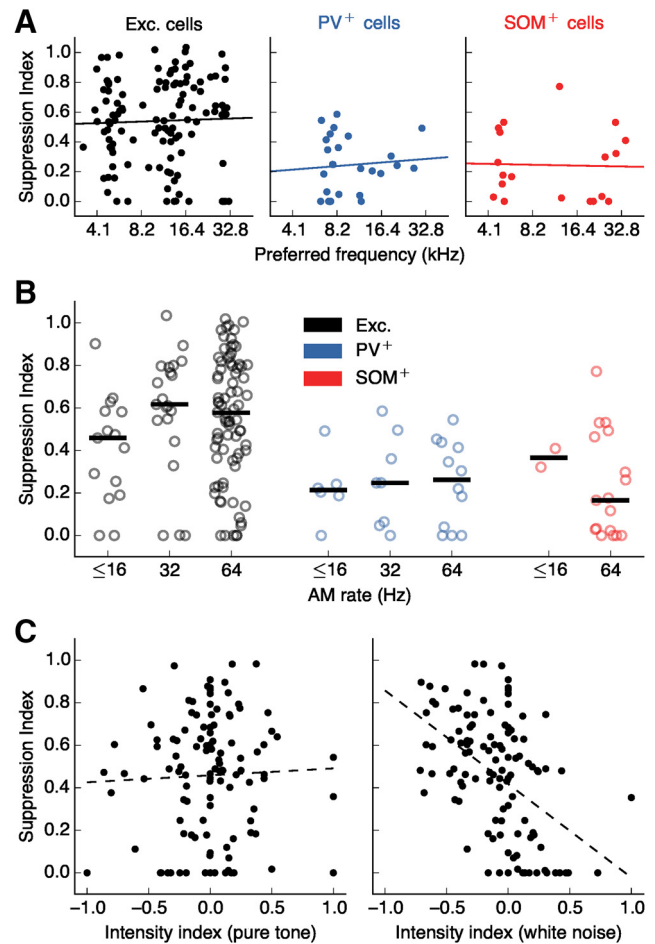 A
Exc. cells
PV+ cells
SOM+ cells
Suppression Index
1.0
0.8
0.6
0.4
0.2
0.0
4.1 8.2 16.4 32.8
4.1 8.2 16.4 32.8
4.1 8.2 16.4 32.8
Preferred frequency (kHz)
B
Suppression Index
1.0
0.8
0.6
0.4
0.2
0.0
Exc.
PV+
SOM+
≤16 32 64 ≤16 32 64 ≤16 64
AM rate (Hz)
C
Suppression Index
1.0
0.8
0.6
0.4
0.2
0.0
−1.0 −0.5 0.0 0.5 1.0
−1.0 −0.5 0.0 0.5 1.0
Intensity index (pure tone)
Intensity index (white noise)